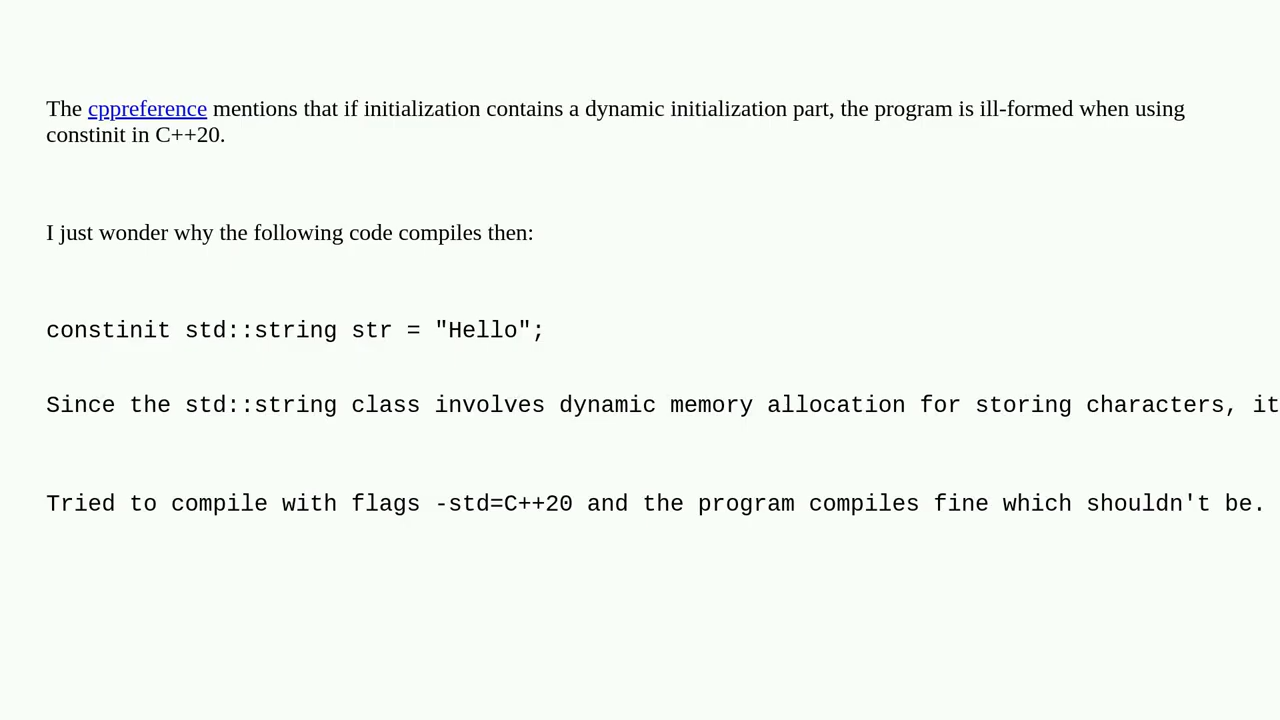 The cppreference mentions that if initialization contains a dynamic initialization part, the program is ill-formed when using
constinit in C++20.
I just wonder why the following code compiles then:
constinit std::string str = "Hello";
Since the std::string class involves dynamic memory allocation for storing characters, it
Tried to compile with flags -std=C++20 and the program compiles fine which shouldn't be.